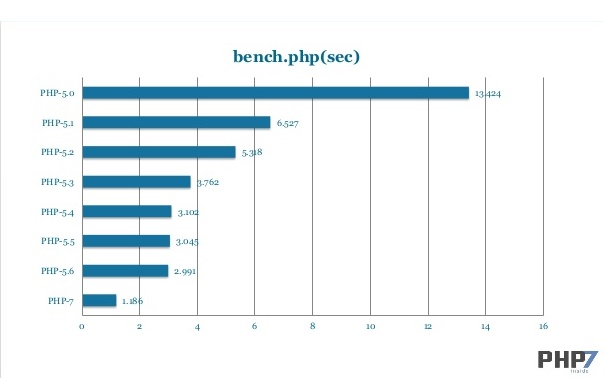 bench.php(sec)
PHP-5.0 13.424
PHP-5.1 6.527
PHP-5.2 5.318
PHP-5.3 3.762
PHP-5.4 3.102
PHP-5.5 3.045
PHP-5.6 2.991
PHP-7 1.186
0 2 4 6 8 10 12 14 16
PHP7
inside